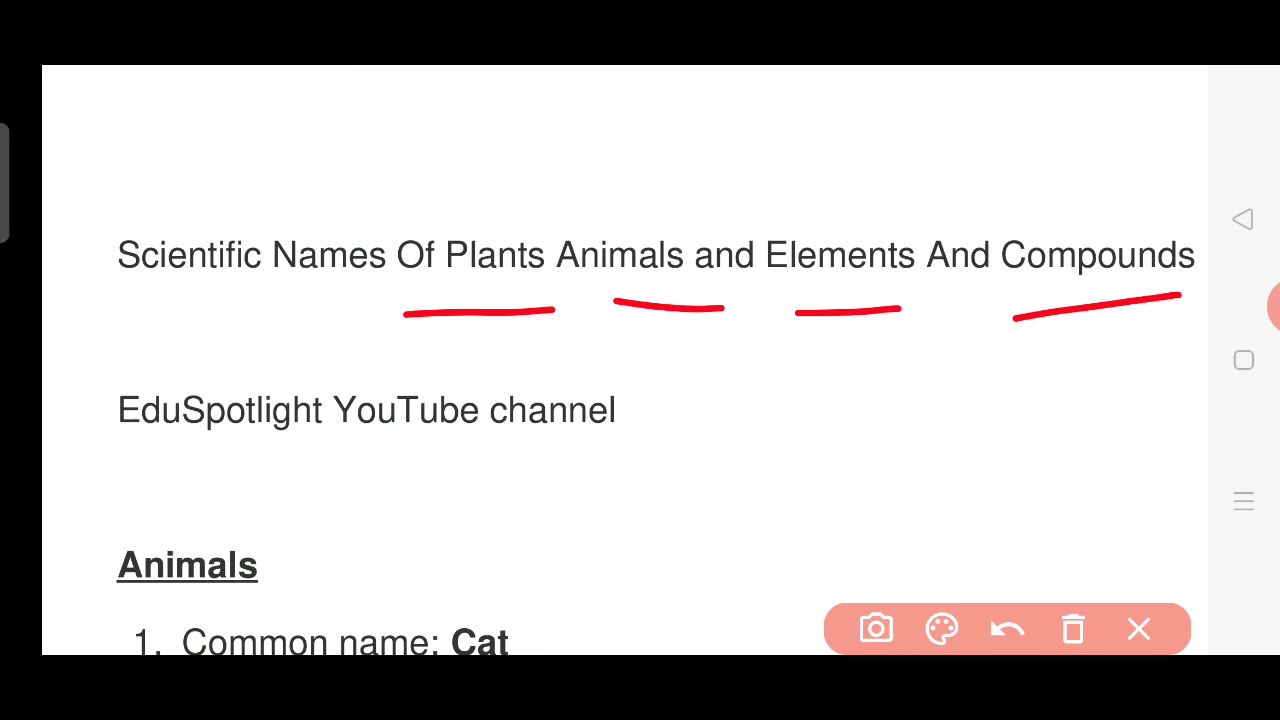 Scientific Names Of Plants Animals and Elements And Compounds
EduSpotlight YouTube channel
Animals
1. Common name: Cat